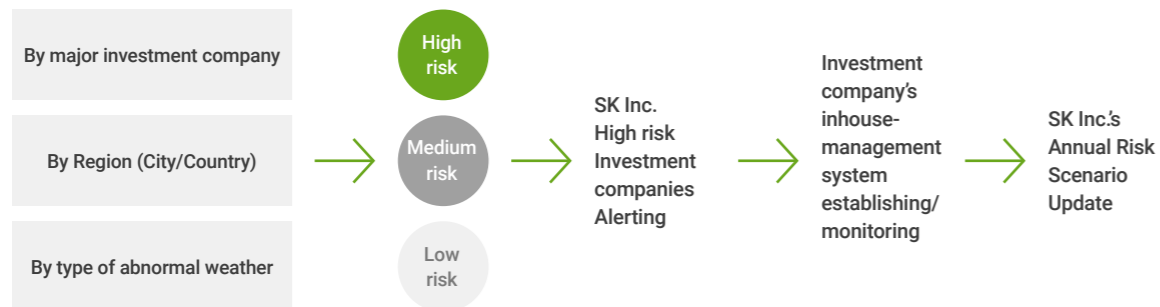 By major investment company
By Region (City/Country)
By type of abnormal weather
High
risk
Medium
risk
Low
risk
SK Inc.
High risk
Investment
companies
Alerting
Investment
company's
inhouse-
management
system
establishing/
monitoring
SK Inc.'s
Annual Risk
Scenario
Update